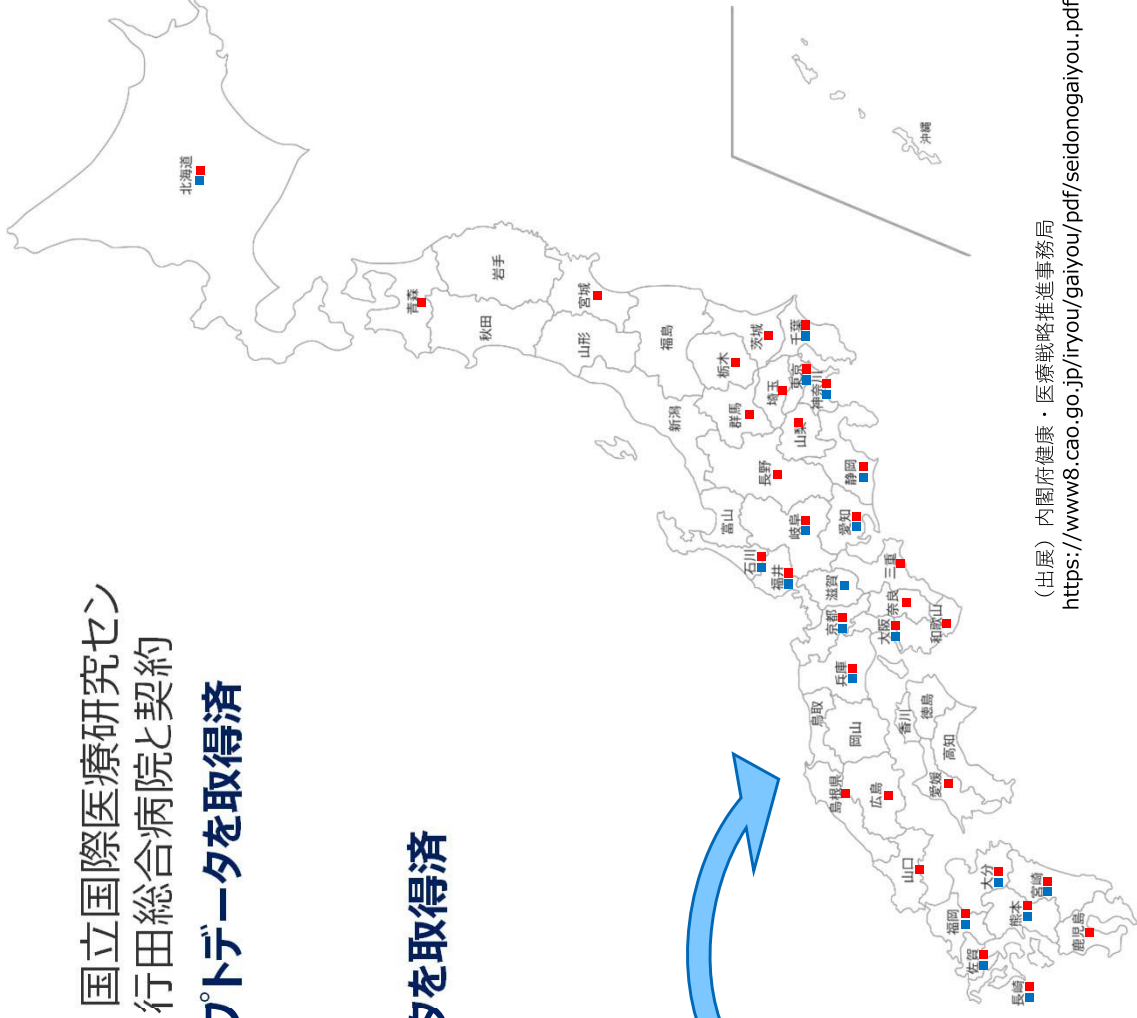 国立国際医療研究セン
行田総合病院と契約
プトデータを取得済
タを取得済
北海道
青森
岩手
秋田
宮城
山形
福島
新潟
茨城
栃木
群馬
千葉
東京
埼玉
神奈川
山梨
長野
静岡
富山
岐阜
愛知
石川
福井
滋賀
三重
京都
奈良
大阪
和歌山
兵庫
鳥取
岡山
香川
徳島
高知
愛媛
島根県
広島
山口
福岡
大分
佐賀
熊本
宮崎
長崎
鹿児島
沖縄
（出展）内閣府健康・医療戦略推進事務局
https://www8.cao.go.jp/iryou/gaiyou/pdf/seidonogaiyou.pdf